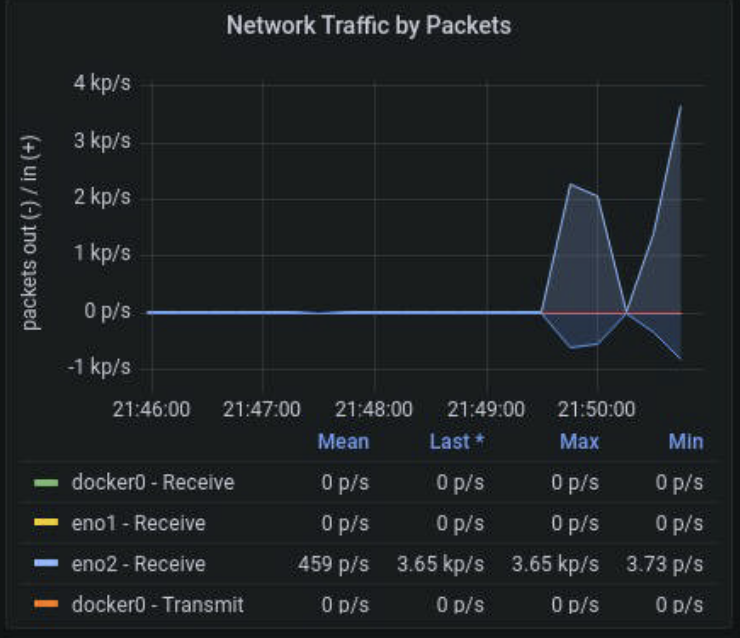 Network Traffic by Packets
packets out (-) / in (+)
4 kp/s
3 kp/s
2 kp/s
1 kp/s
0 p/s
-1 kp/s
21:46:00 21:47:00 21:48:00 21:49:00 21:50:00
Mean Last * Max Min
docker0 - Receive 0 p/s 0 p/s 0 p/s 0 p/s
eno1 - Receive 0 p/s 0 p/s 0 p/s 0 p/s
eno2 - Receive 459 p/s 3.65 kp/s 3.65 kp/s 3.73 p/s
docker0 - Transmit 0 p/s 0 p/s 0 p/s 0 p/s